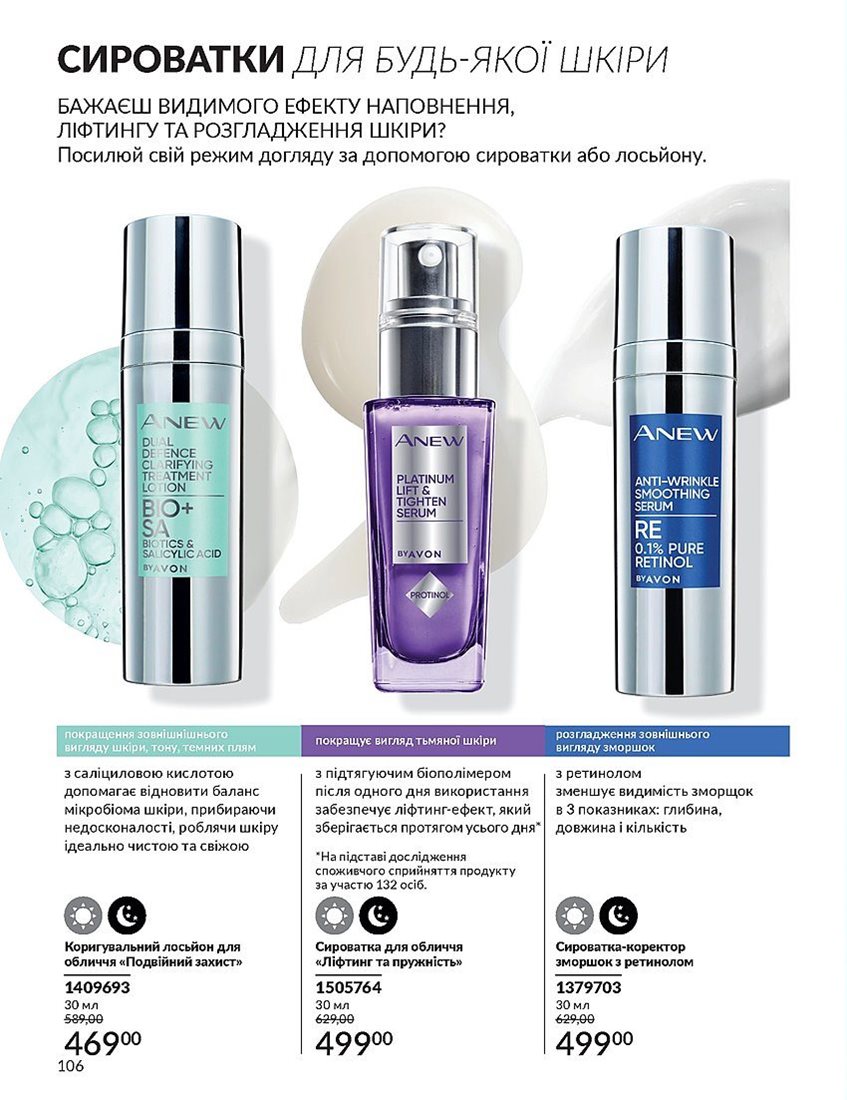 СИРОВАТКИ ДЛЯ БУДЬ-ЯКОЇ ШКІРИ
БАЖАЄШ ВИДИМОГО ЕФЕКТУ НАПОВНЕННЯ,
ЛІФТИНГУ ТА РОЗГЛАДЖЕННЯ ШКІРИ?
Посилюй свій режим догляду за допомогою сироватки або лосьйону.
ANEW
DUAL
DEFENCE
CLARIFYING
TREATMENT
LOTION
BIO+
SA
BIOTICS &
SALICYLIC ACID
BY AVON
ANEW
PLATINUM
LIFT &
TIGHTEN
SERUM
BY AVON
PROTINOL
ANEW
ANTI-WRINKLE
SMOOTHING
SERUM
RE
0.1% PURE
RETINOL
BY AVON
покращення зовнішнішнього
вигляду шкіри, тону, темних плям
з саліциловою кислотою
допомагає відновити баланс
мікробіома шкіри, прибираючи
недосконалості, роблячи шкіру
ідеально чистою та свіжою
Коригувальний лосьйон для
обличчя «Подвійний захист»
1409693
30 мл
589,00
46900
покращує вигляд тьмяної шкіри
з підтягуючим біополімером
після одного дня використання
забезпечує ліфтинг-ефект, який
зберігається протягом усього дня*
*На підставі дослідження
споживчого сприйняття продукту
за участю 132 осіб.
Сироватка для обличчя
«Ліфтинг та пружність»
1505764
30 мл
629,00
49900
розгладження зовнішнього
вигляду зморшок
з ретинолом
зменшує видимість зморщок
в 3 показниках: глибина,
довжина і кількість
Сироватка-коректор
зморшок з ретинолом
1379703
30 мл
629,00
49900
106